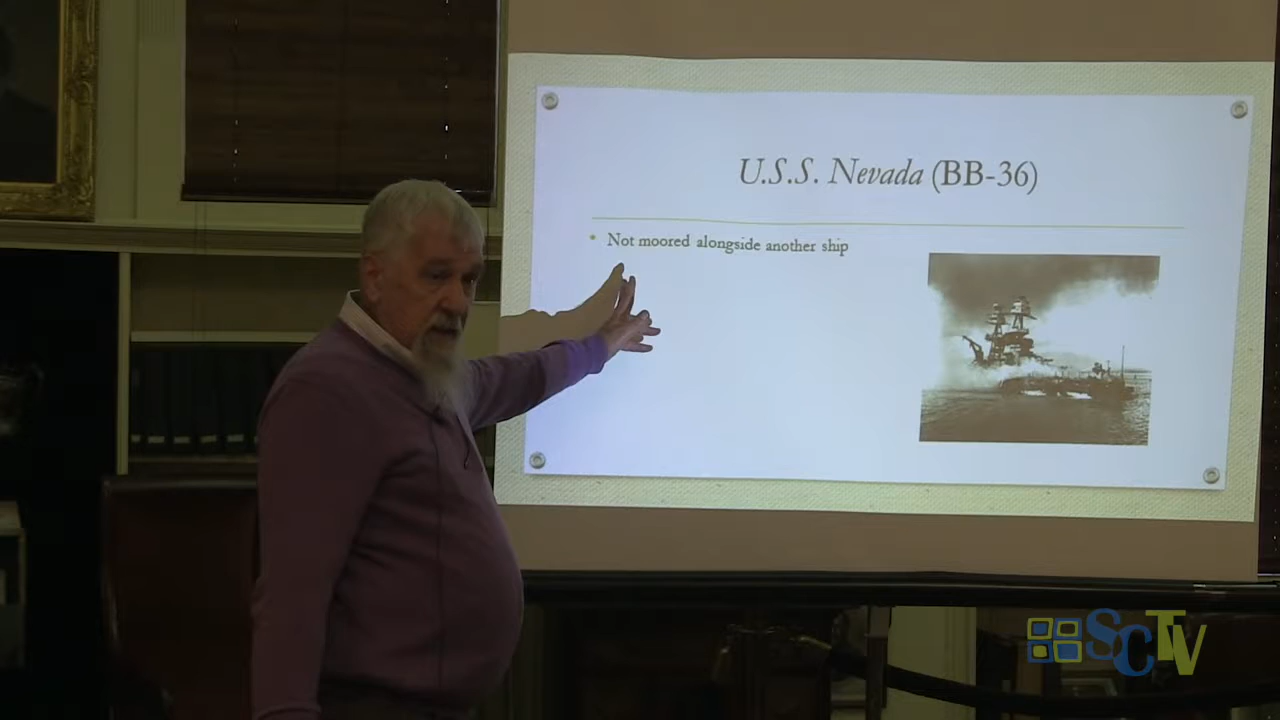 U.S.S. Nevada (BB-36)
* Not moored alongside another ship
SCTV